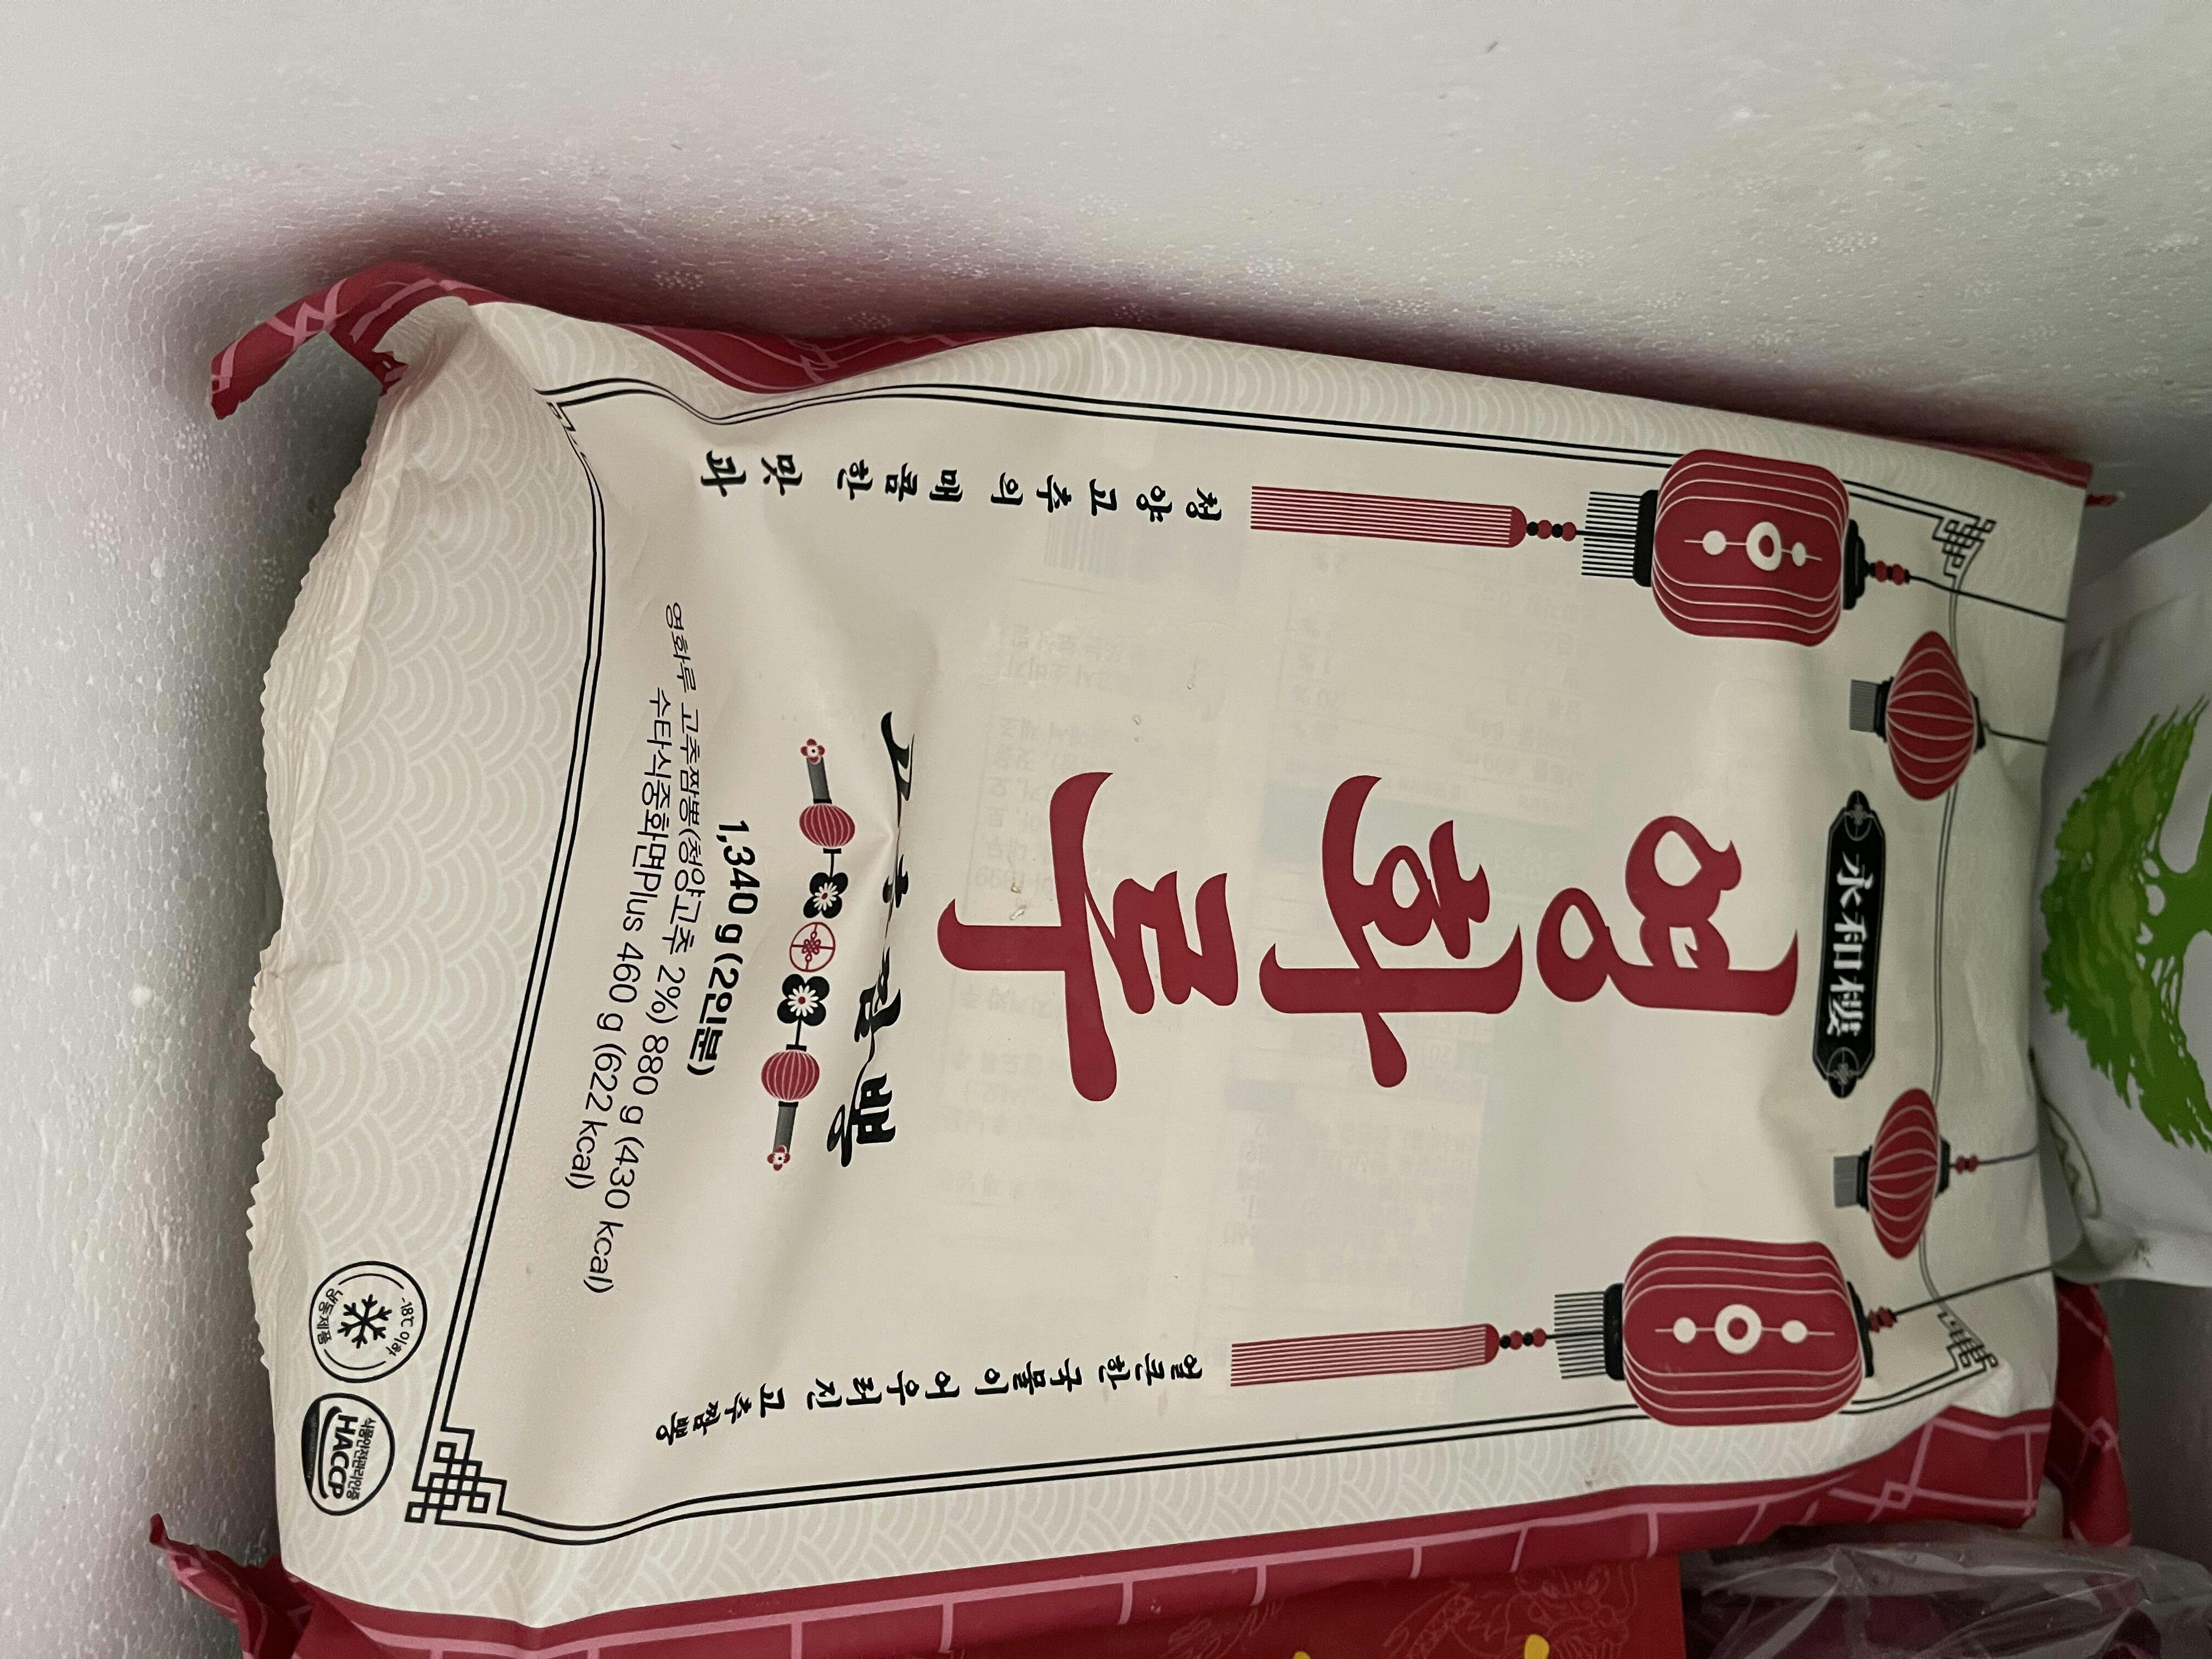 永和樓
영화루
고추짬뽕
청양고추의 매콤한 맛과
얼큰한 국물이 어우러진 고추짬뽕
1,340 g (2인분)
영화루 고추짬뽕(청양고추 2%) 880 g (430 kcal)
수타식중화면Plus 460 g (622 kcal)
-18℃ 이하
냉동제품
식품안전관리인증
HACCP